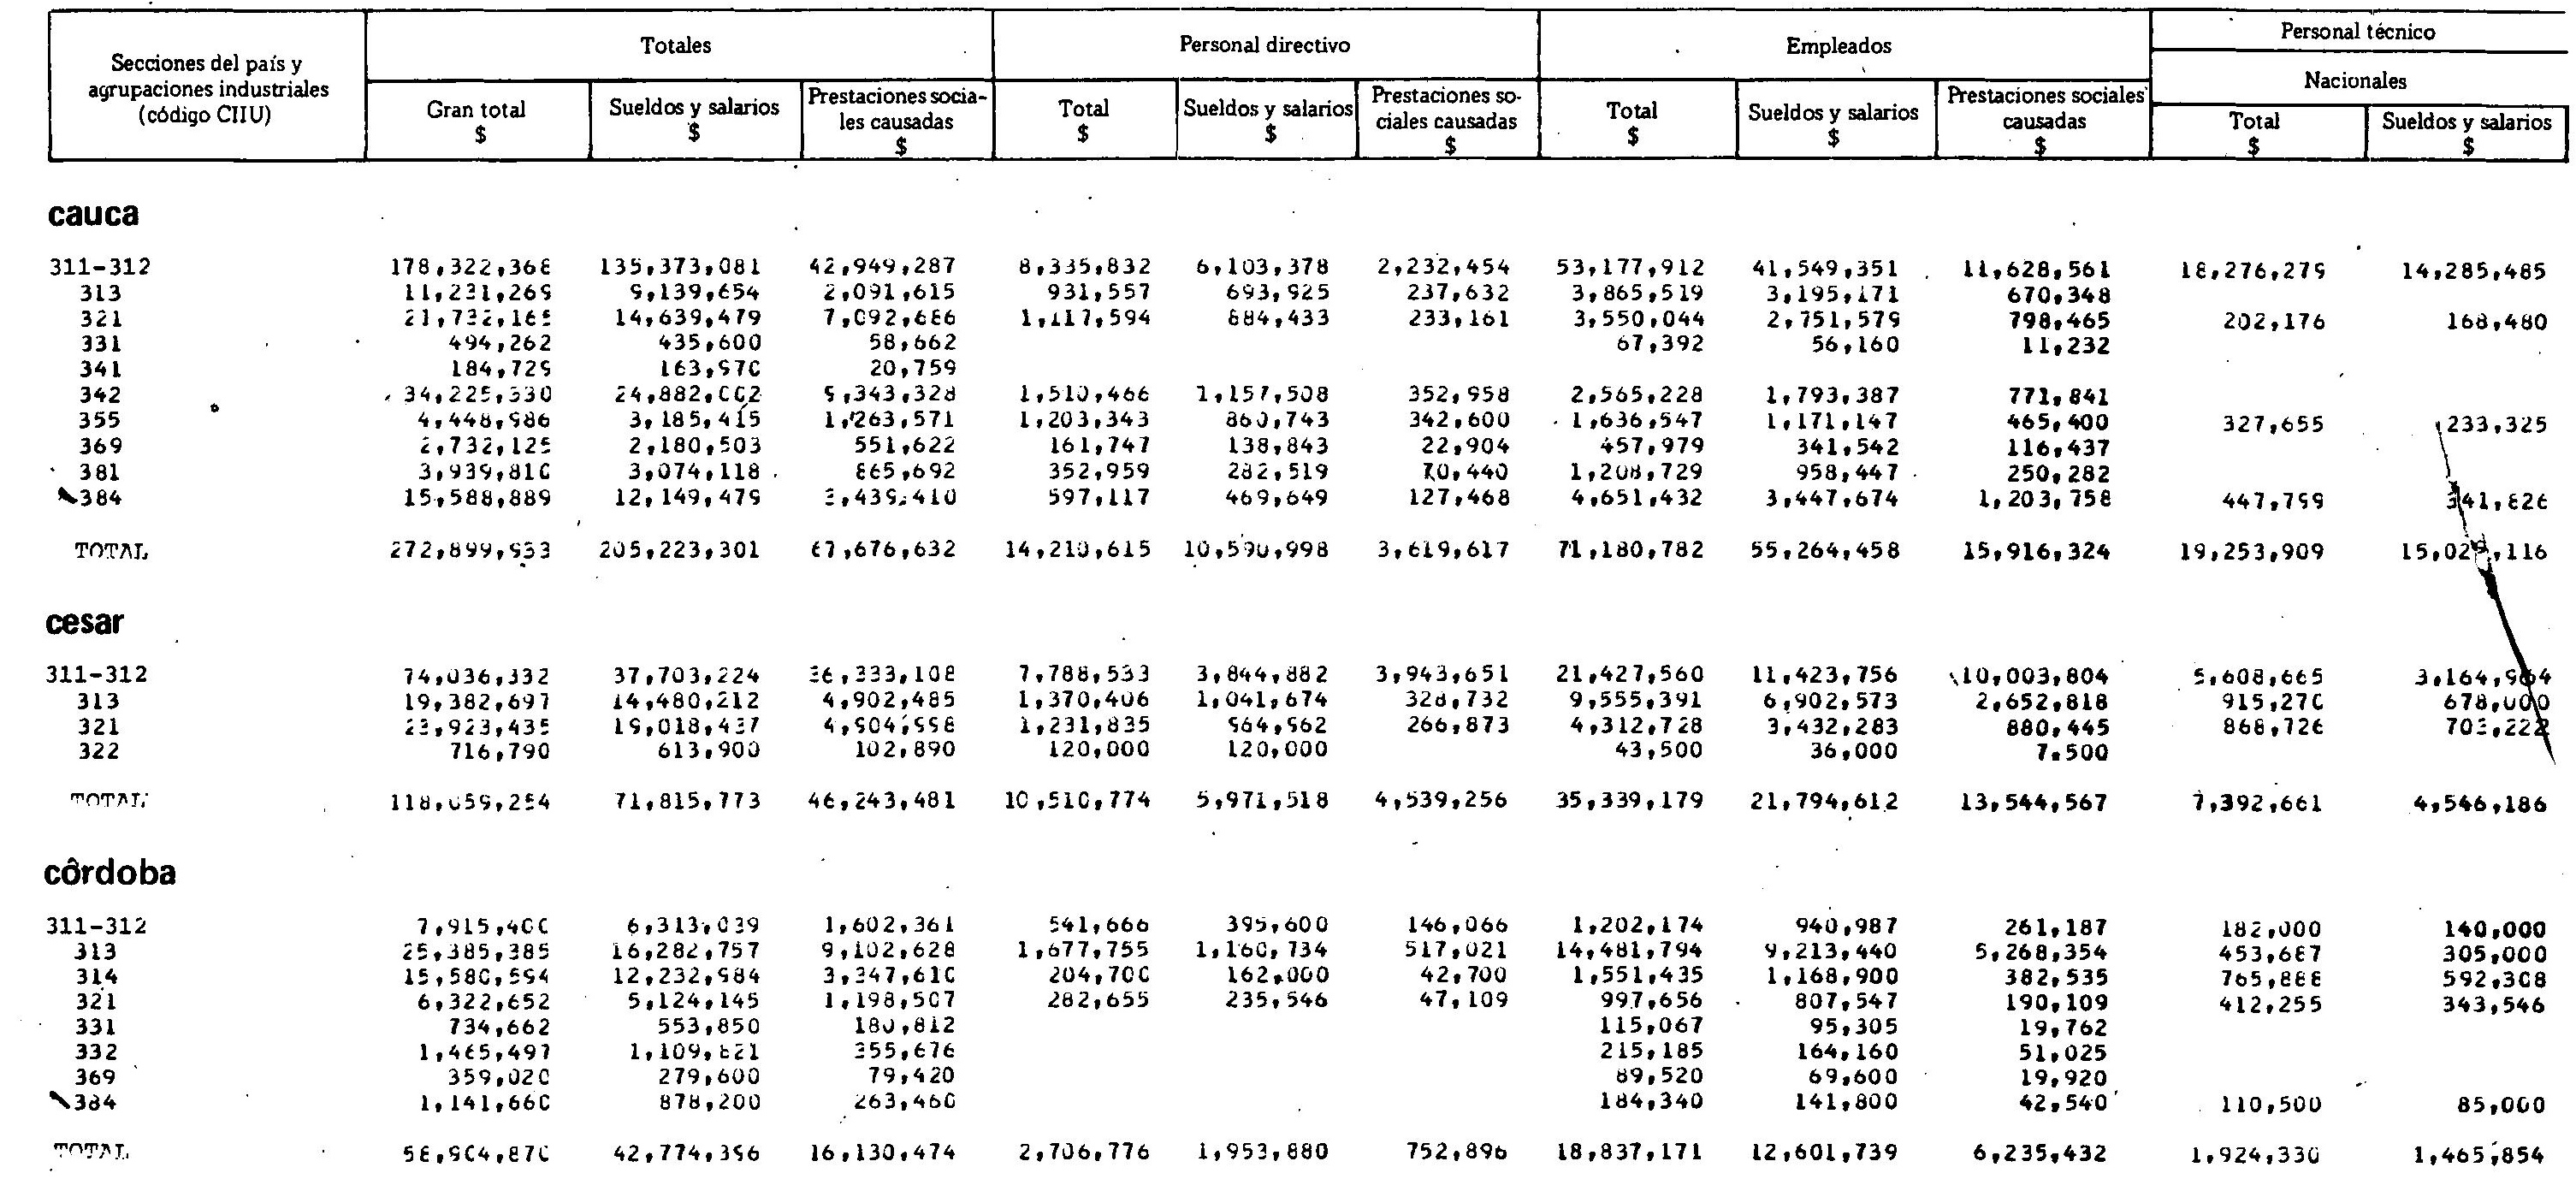 Secciones del país y agrupaciones industriales (código CIIU) Totales Personal directivo Empleados Personal técnico
Nacionales
Gran total $ Sueldos y salarios $ Prestaciones sociales causadas $ Total $ Sueldos y salarios $ Prestaciones sociales causadas $ Total $ Sueldos y salarios $ Prestaciones sociales causadas $ Total $ Sueldos y salarios $
cauca
311-312 178,322,368 135,373,081 42,949,287 8,335,832 6,103,378 2,232,454 53,177,912 41,549,351 11,628,561 18,276,279 14,285,485
313 11,231,269 9,139,654 2,091,615 931,557 693,925 237,632 3,865,519 3,195,171 670,348
321 21,732,165 14,639,479 7,092,686 1,117,594 884,433 233,161 3,550,044 2,751,579 798,465 202,176 168,480
331 494,262 435,600 58,662 67,392 56,160 11,232
341 184,729 163,970 20,759
342 34,225,330 24,882,002 9,343,328 1,510,466 1,157,508 352,958 2,565,228 1,793,387 771,841
355 4,448,986 3,185,415 1,263,571 1,203,343 860,743 342,600 1,636,547 1,171,147 465,400 327,655 233,325
369 2,732,125 2,180,503 551,622 161,747 138,843 22,904 457,979 341,542 116,437
381 3,939,810 3,074,118 865,692 352,959 282,519 70,440 1,208,729 958,447 250,282
384 15,588,889 12,149,479 3,439,410 597,117 469,649 127,468 4,651,432 3,447,674 1,203,758 447,799 341,826
TOTAL 272,899,933 205,223,301 67,676,632 14,210,615 10,590,998 3,619,617 71,180,782 55,264,458 15,916,324 19,253,909 15,029,116
cesar
311-312 74,036,332 37,703,224 36,333,108 7,788,533 3,844,882 3,943,651 21,427,560 11,423,756 10,003,804 5,608,665 3,164,964
313 19,382,697 14,480,212 4,902,485 1,370,406 1,041,674 328,732 9,555,391 6,902,573 2,652,818 915,270 678,000
321 23,923,435 19,018,437 4,904,998 1,231,835 964,962 266,873 4,312,728 3,432,283 880,445 868,726 703,222
322 716,790 613,900 102,890 120,000 120,000 43,500 36,000 7.500
TOTAL 118,059,254 71,815,773 46,243,481 10,510,774 5,971,518 4,539,256 35,339,179 21,794,612 13,544,567 7,392,661 4,546,186
côrdoba
311-312 7,915,400 6,313,039 1,602,361 541,666 395,600 146,066 1,202,174 940,987 261,187 182,000 140,000
313 25,385,385 16,282,757 9,102,628 1,677,755 1,160,734 517,021 14,481,794 9,213,440 5,268,354 453,687 305,000
314 15,580,594 12,232,984 3,347,610 204,700 162,000 42,700 1,551,435 1,168,900 382,535 765,888 592,308
321 6,322,652 5,124,145 1,198,507 282,655 235,546 47,109 997,656 807,547 190,109 412,255 343,546
331 734,662 553,850 180,812 115,067 95,305 19,762
332 1,465,497 1,109,821 355,676 215,185 164,160 51,025
369 359,020 279,600 79,420 89,520 69,600 19,920
384 1,141,660 878,200 263,460 184,340 141,800 42,540 110,500 85,000
TOTAL 58,904,870 42,774,396 16,130,474 2,706,776 1,953,880 752,896 18,837,171 12,601,739 6,235,432 1,924,330 1,465,854